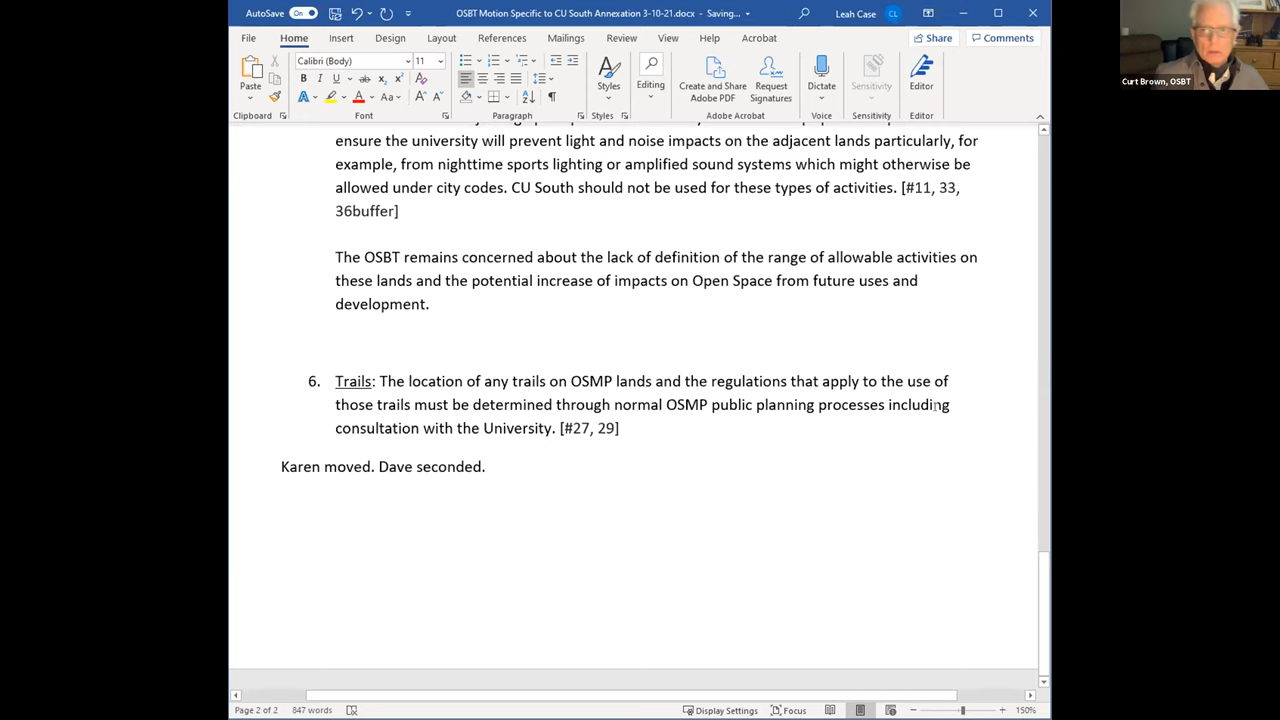 AutoSave On OSBT Motion Specific to CU South Annexation 3-10-21.docx - Saving... Leah Case CL
File Home Insert Design Layout References Mailings Review View Help Acrobat Share Comments
Calibri (Body) 11
Paste B I U ab x₂ x² Styles Editing Create and Share Adobe PDF Request Signatures Dictate Sensitivity Editor
A A Aa A A
Clipboard Font Paragraph Styles Adobe Acrobat Voice Sensitivity Editor
ensure the university will prevent light and noise impacts on the adjacent lands particularly, for
example, from nighttime sports lighting or amplified sound systems which might otherwise be
allowed under city codes. CU South should not be used for these types of activities. [#11, 33,
36buffer]
The OSBT remains concerned about the lack of definition of the range of allowable activities on
these lands and the potential increase of impacts on Open Space from future uses and
development.
6. Trails: The location of any trails on OSMP lands and the regulations that apply to the use of
those trails must be determined through normal OSMP public planning processes including
consultation with the University. [#27, 29]
Karen moved. Dave seconded.
Page 2 of 2 847 words Display Settings Focus 150%
Curt Brown, OSBT